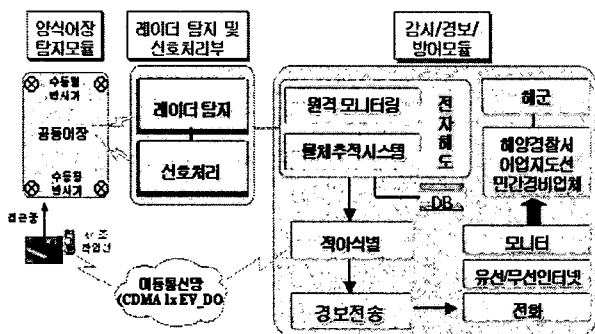 양식어장
탐지모듈
레이더 탐지 및
신호처리부
감시/경보/
방어모듈
수동형
반사기
공동어장
수동형
반사기
접근중
레이더 탐지
신호처리
원격 모니터링
물체추적시스템
전
자
해
도
DB
적아식별
경보전송
해군
해양경찰서
어업지도선
민간경비업체
모니터
유선/무선인터넷
전화
이동통신망
(CDMA 1x EV_DO